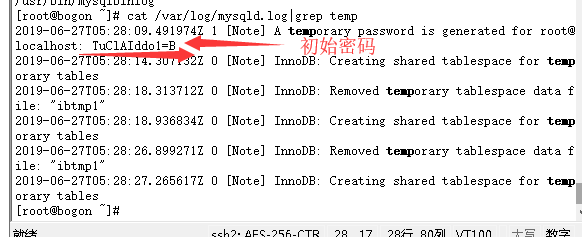 /usr/bin/mysqlbinlog
[root@bogon ~]# cat /var/log/mysqld.log|grep temp
2019-06-27T05:28:09.491974Z 1 [Note] A temporary password is generated for root@
localhost: TuClAIddo1=B
初始密码
2019-06-27T05:28:14.307732Z 0 [Note] InnoDB: Creating shared tablespace for temp
orary tables
2019-06-27T05:28:18.313712Z 0 [Note] InnoDB: Removed temporary tablespace data f
ile: "ibtmp1"
2019-06-27T05:28:18.936834Z 0 [Note] InnoDB: Creating shared tablespace for temp
orary tables
2019-06-27T05:28:26.899271Z 0 [Note] InnoDB: Removed temporary tablespace data f
ile: "ibtmp1"
2019-06-27T05:28:27.265617Z 0 [Note] InnoDB: Creating shared tablespace for temp
orary tables
[root@bogon ~]#
就绪 ssh2: AES-256-CTR 28, 17 28行, 80列 VT100 大写 数字